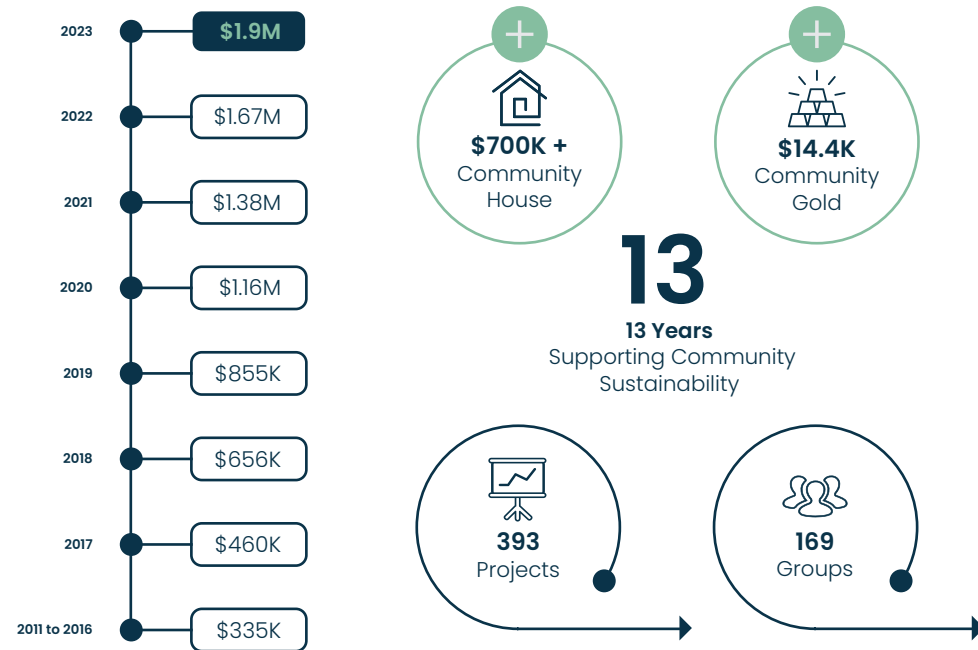 2023
$1.9M
2022
$1.67M
2021
$1.38M
2020
$1.16M
2019
$855K
2018
$656K
2017
$460K
2011 to 2016
$335K
$700K +
Community
House
$14.4K
Community
Gold
13
13 Years
Supporting Community
Sustainability
393
Projects
169
Groups